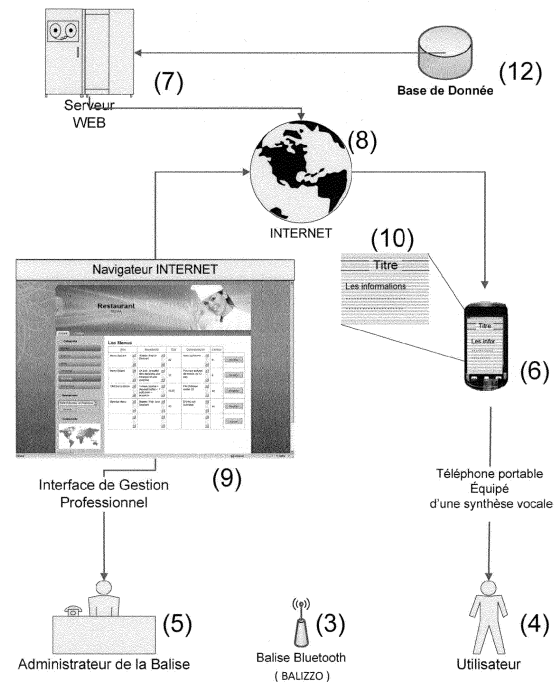 (7)
(12)
Serveur
WEB
Base de Donnée
(8)
INTERNET
(10)
Titre
Les informations
Navigateur INTERNET
Restaurant
Les Menus
Titre
Les infor
(6)
(9)
Interface de Gestion
Professionnel
Téléphone portable
Équipé
d'une synthèse vocale
(5)
(3)
(4)
Administrateur de la Balise
Balise Bluetooth
( BALIZZO )
Utilisateur